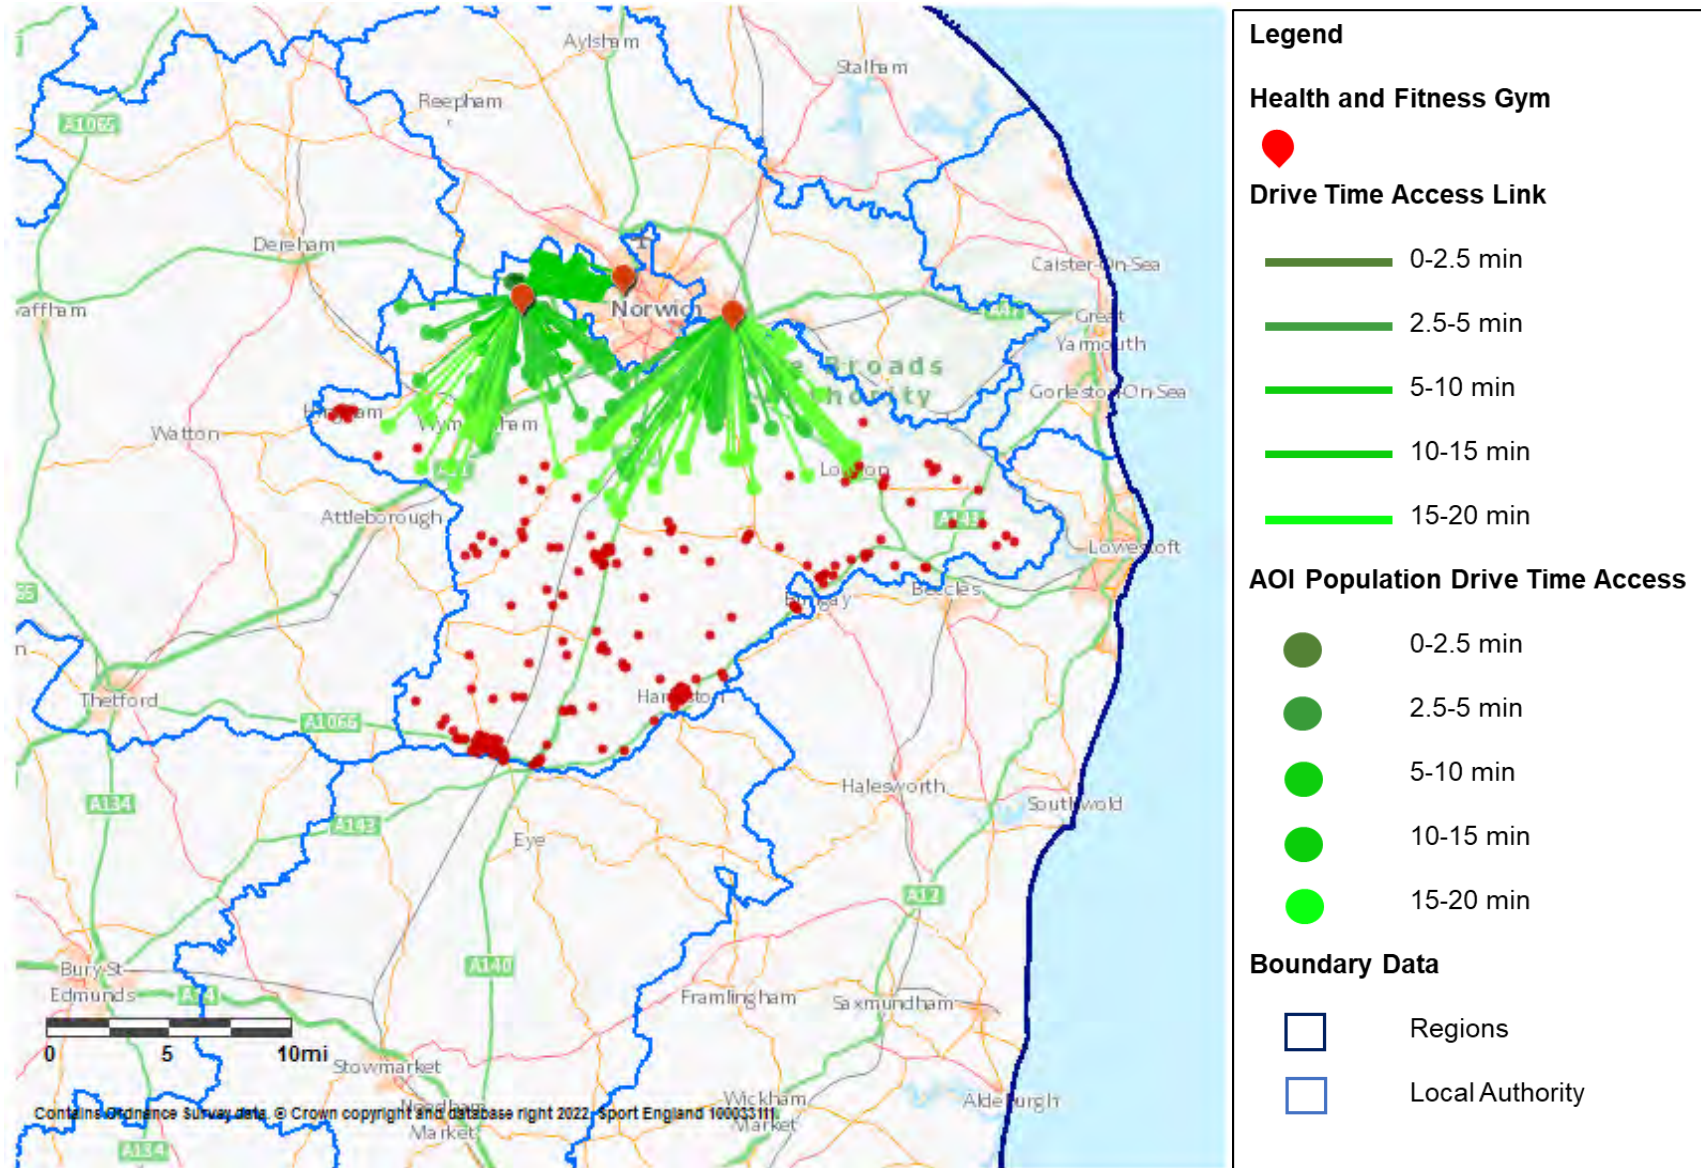 Aylsham
Stalham
Reepham
A1065
Dereham
Caister-On-Sea
Norwich
Great
Yarmouth
Gorleston-On-Sea
Watton
Attleborough
A143
Lowestoft
Beccles
Thetford
A1066
Halesworth
Southwold
A134
A143
Eye
A12
A140
Bury St
Edmunds
A14
Framlingham
Saxmundham
0 5 10mi
Stowmarket
Wickham
Market
Needham
Market
Contains Ordnance Survey data. © Crown copyright and database right 2022. Sport England 100033111.
A134
Legend
Health and Fitness Gym
Drive Time Access Link
0-2.5 min
2.5-5 min
5-10 min
10-15 min
15-20 min
AOI Population Drive Time Access
0-2.5 min
2.5-5 min
5-10 min
10-15 min
15-20 min
Boundary Data
Regions
Local Authority